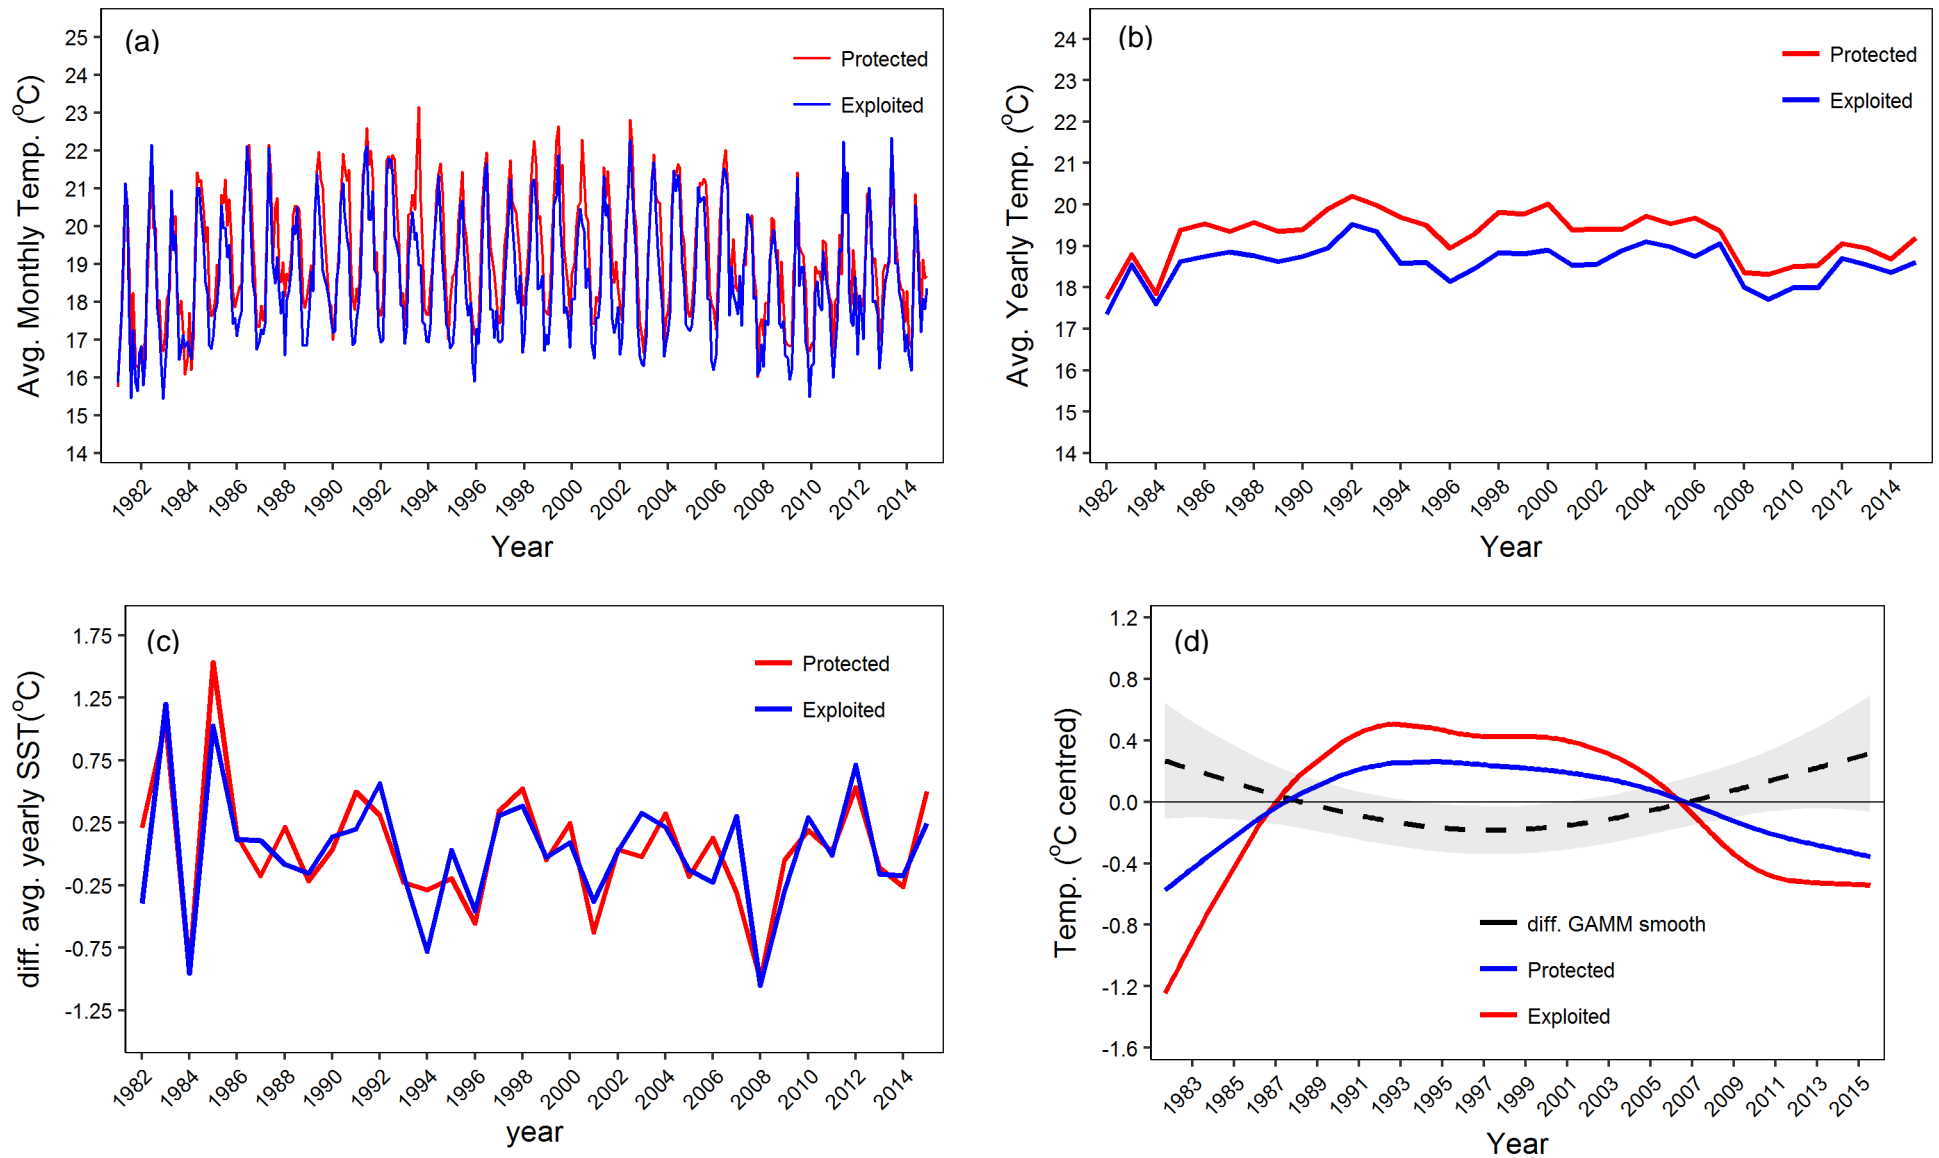 (a)
Protected
Exploited
25
24
23
22
21
20
19
18
17
16
15
14
Avg. Monthly Temp. (°C)
1982 1984 1986 1988 1990 1992 1994 1996 1998 2000 2002 2004 2006 2008 2010 2012 2014
Year
(b)
Protected
Exploited
24
23
22
21
20
19
18
17
16
15
14
Avg. Yearly Temp. (°C)
1982 1984 1986 1988 1990 1992 1994 1996 1998 2000 2002 2004 2006 2008 2010 2012 2014
Year
(c)
Protected
Exploited
1.75
1.25
0.75
0.25
-0.25
-0.75
-1.25
diff. avg. yearly SST(°C)
1982 1984 1986 1988 1990 1992 1994 1996 1998 2000 2002 2004 2006 2008 2010 2012 2014
year
(d)
1.2
0.8
0.4
0.0
-0.4
-0.8
-1.2
-1.6
Temp. (°C centred)
diff. GAMM smooth
Protected
Exploited
1983 1985 1987 1989 1991 1993 1995 1997 1999 2001 2003 2005 2007 2009 2011 2013 2015
Year